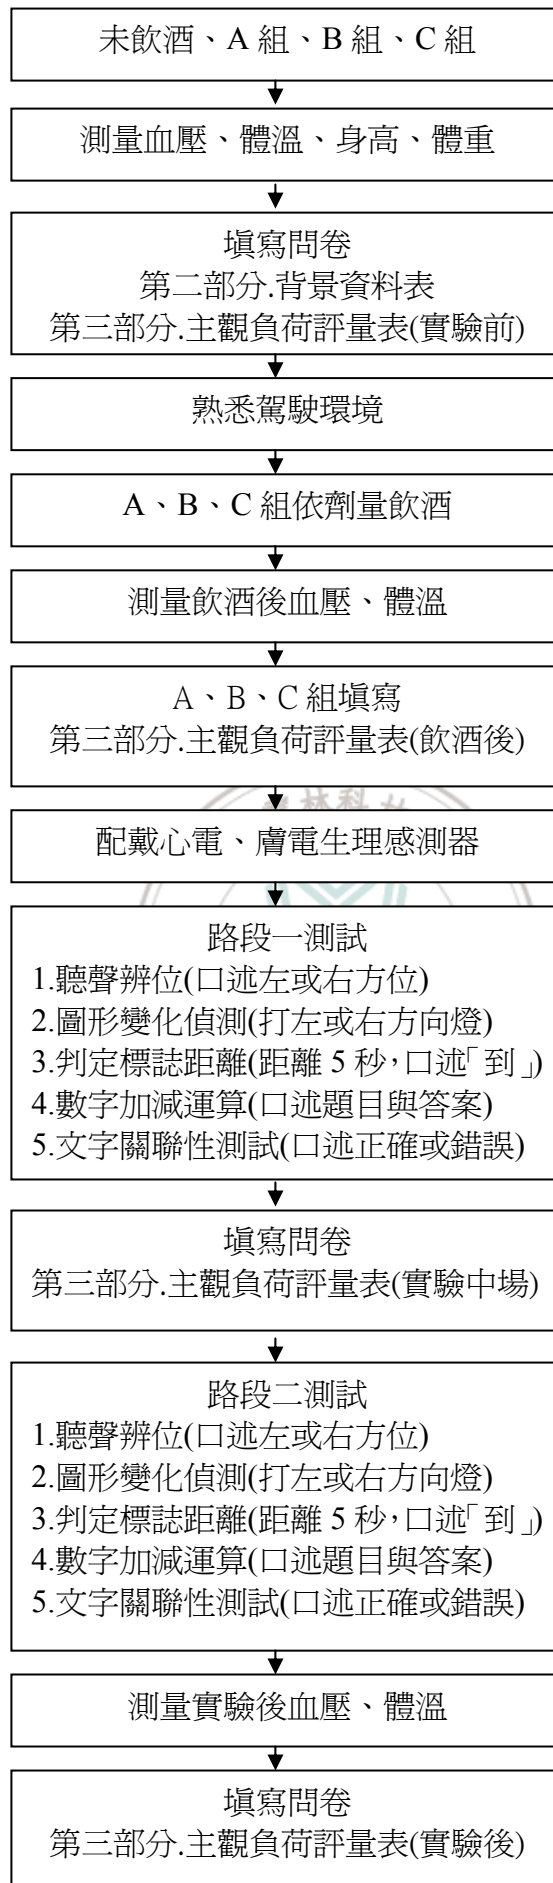 未飲酒、A 組、B 組、C 組
測量血壓、體溫、身高、體重
填寫問卷
第二部分.背景資料表
第三部分.主觀負荷評量表(實驗前)
熟悉駕駛環境
A、B、C 組依劑量飲酒
測量飲酒後血壓、體溫
A、B、C 組填寫
第三部分.主觀負荷評量表(飲酒後)
林科
配戴心電、膚電生理感測器
路段一測試
1.聽聲辨位(口述左或右方位)
2.圖形變化偵測(打左或右方向燈)
3.判定標誌距離(距離 5 秒，口述「到」)
4.數字加減運算(口述題目與答案)
5.文字關聯性測試(口述正確或錯誤)
填寫問卷
第三部分.主觀負荷評量表(實驗中場)
路段二測試
1.聽聲辨位(口述左或右方位)
2.圖形變化偵測(打左或右方向燈)
3.判定標誌距離(距離 5 秒，口述「到」)
4.數字加減運算(口述題目與答案)
5.文字關聯性測試(口述正確或錯誤)
測量實驗後血壓、體溫
填寫問卷
第三部分.主觀負荷評量表(實驗後)